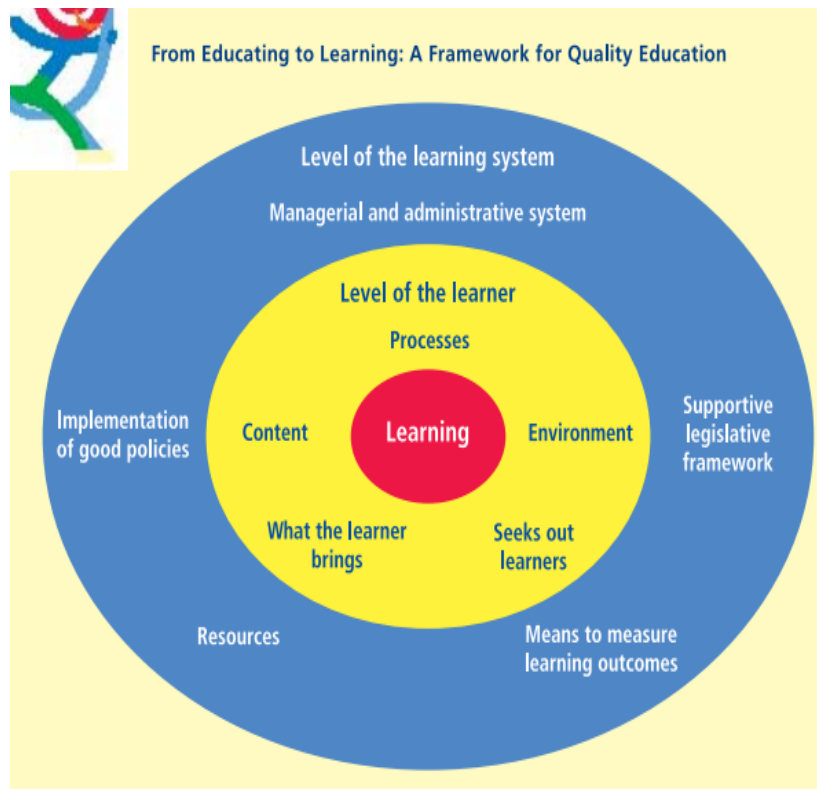 From Educating to Learning: A Framework for Quality Education
Level of the learning system
Managerial and administrative system
Level of the learner
Processes
Implementation
of good policies
Content
Learning
Environment
Supportive
legislative
framework
What the learner
brings
Seeks out
learners
Resources
Means to measure
learning outcomes